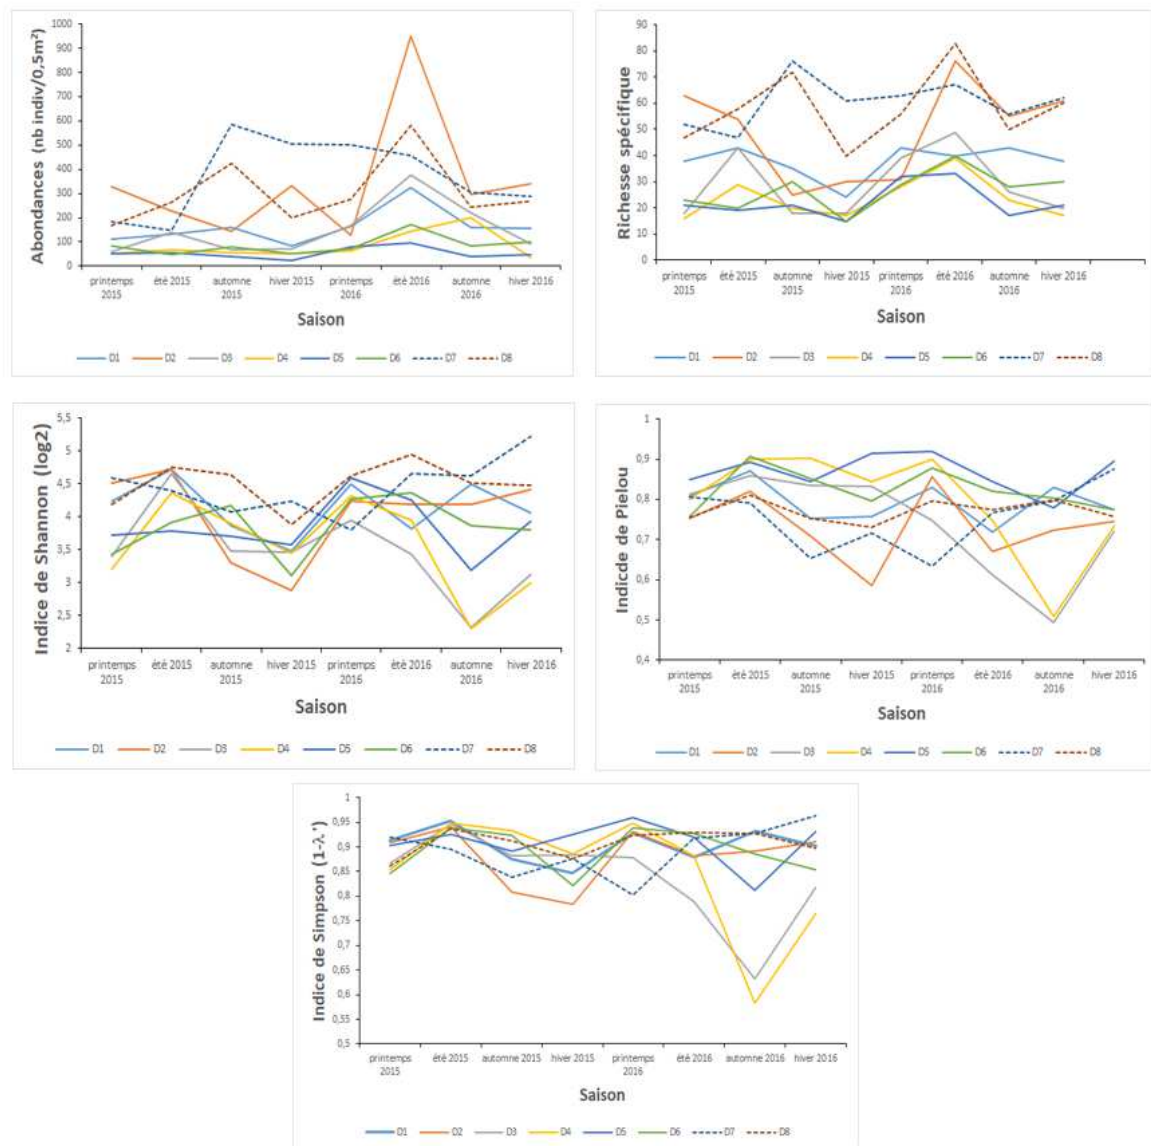 Abondances (nb indiv/0,5m²)
1000
900
800
700
600
500
400
300
200
100
0
printemps 2015
été 2015
automne 2015
hiver 2015
printemps 2016
été 2016
automne 2016
hiver 2016
Saison
D1 D2 D3 D4 D5 D6 D7 D8
Richesse spécifique
90
80
70
60
50
40
30
20
10
0
printemps 2015
été 2015
automne 2015
hiver 2015
printemps 2016
été 2016
automne 2016
hiver 2016
Saison
D1 D2 D3 D4 D5 D6 D7 D8
Indice de Shannon (log2)
5,5
5
4,5
4
3,5
3
2,5
2
printemps 2015
été 2015
automne 2015
hiver 2015
printemps 2016
été 2016
automne 2016
hiver 2016
Saison
D1 D2 D3 D4 D5 D6 D7 D8
Indicde de Pielou
1
0,9
0,8
0,7
0,6
0,5
0,4
printemps 2015
été 2015
automne 2015
hiver 2015
printemps 2016
été 2016
automne 2016
hiver 2016
Saison
D1 D2 D3 D4 D5 D6 D7 D8
Indice de Simpson (1-λ')
1
0,95
0,9
0,85
0,8
0,75
0,7
0,65
0,6
0,55
0,5
printemps 2015
été 2015
automne 2015
hiver 2015
printemps 2016
été 2016
automne 2016
hiver 2016
Saison
D1 D2 D3 D4 D5 D6 D7 D8